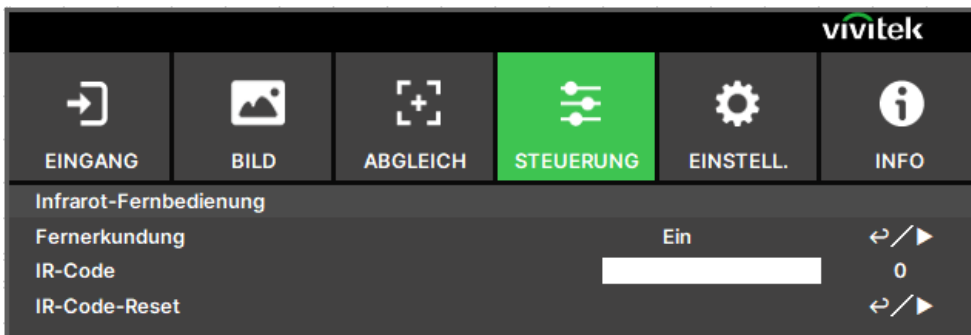 vivitek
EINGANG BILD ABGLEICH STEUERUNG EINSTELL. INFO
Infrarot-Fernbedienung
Fernerkundung Ein
IR-Code 0
IR-Code-Reset